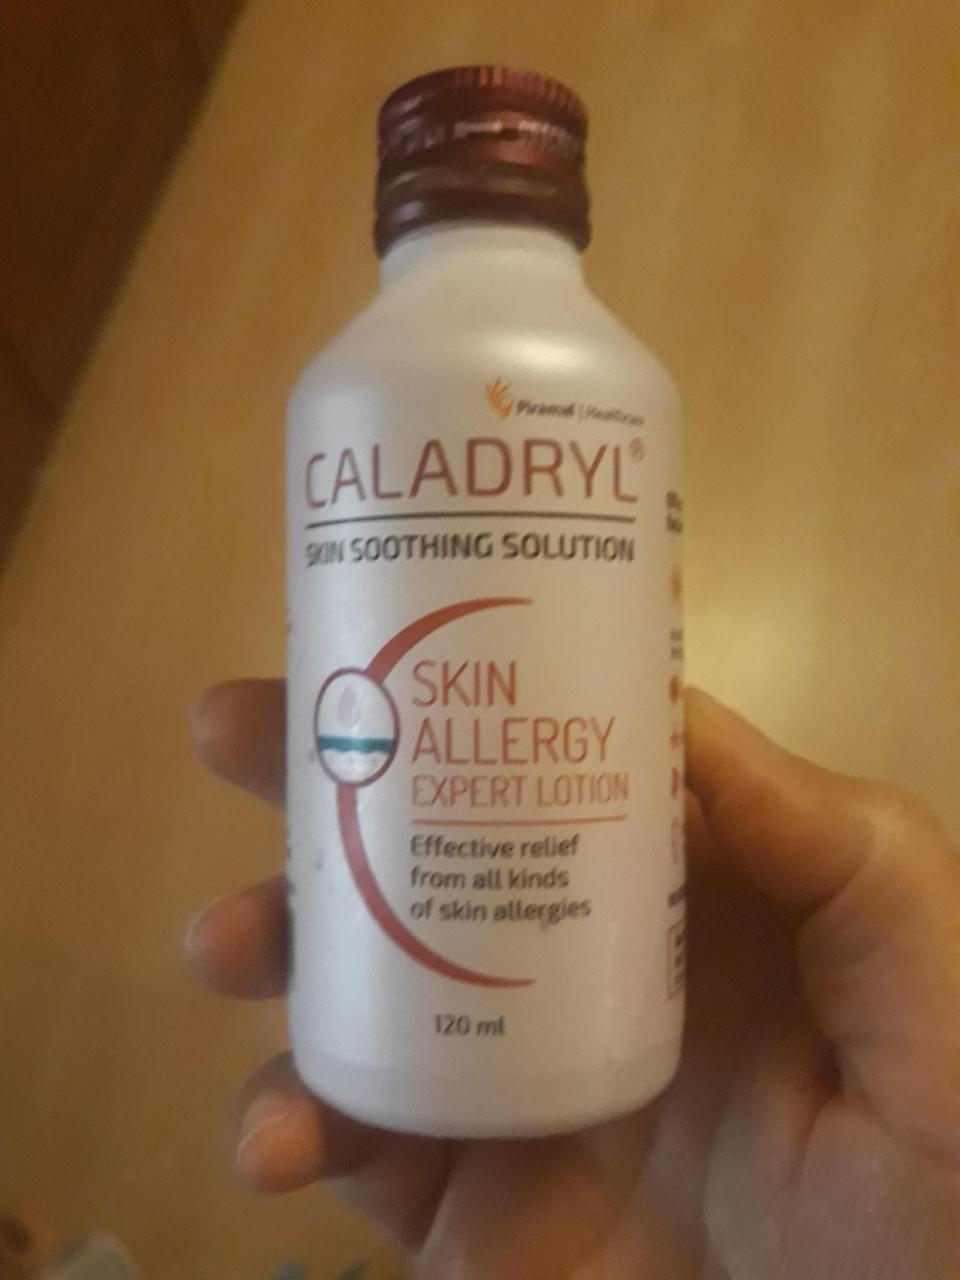 Piramal | Healthcare
CALADRYL®
SKIN SOOTHING SOLUTION
SKIN
ALLERGY
EXPERT LOTION
Effective relief
from all kinds
of skin allergies
120 ml